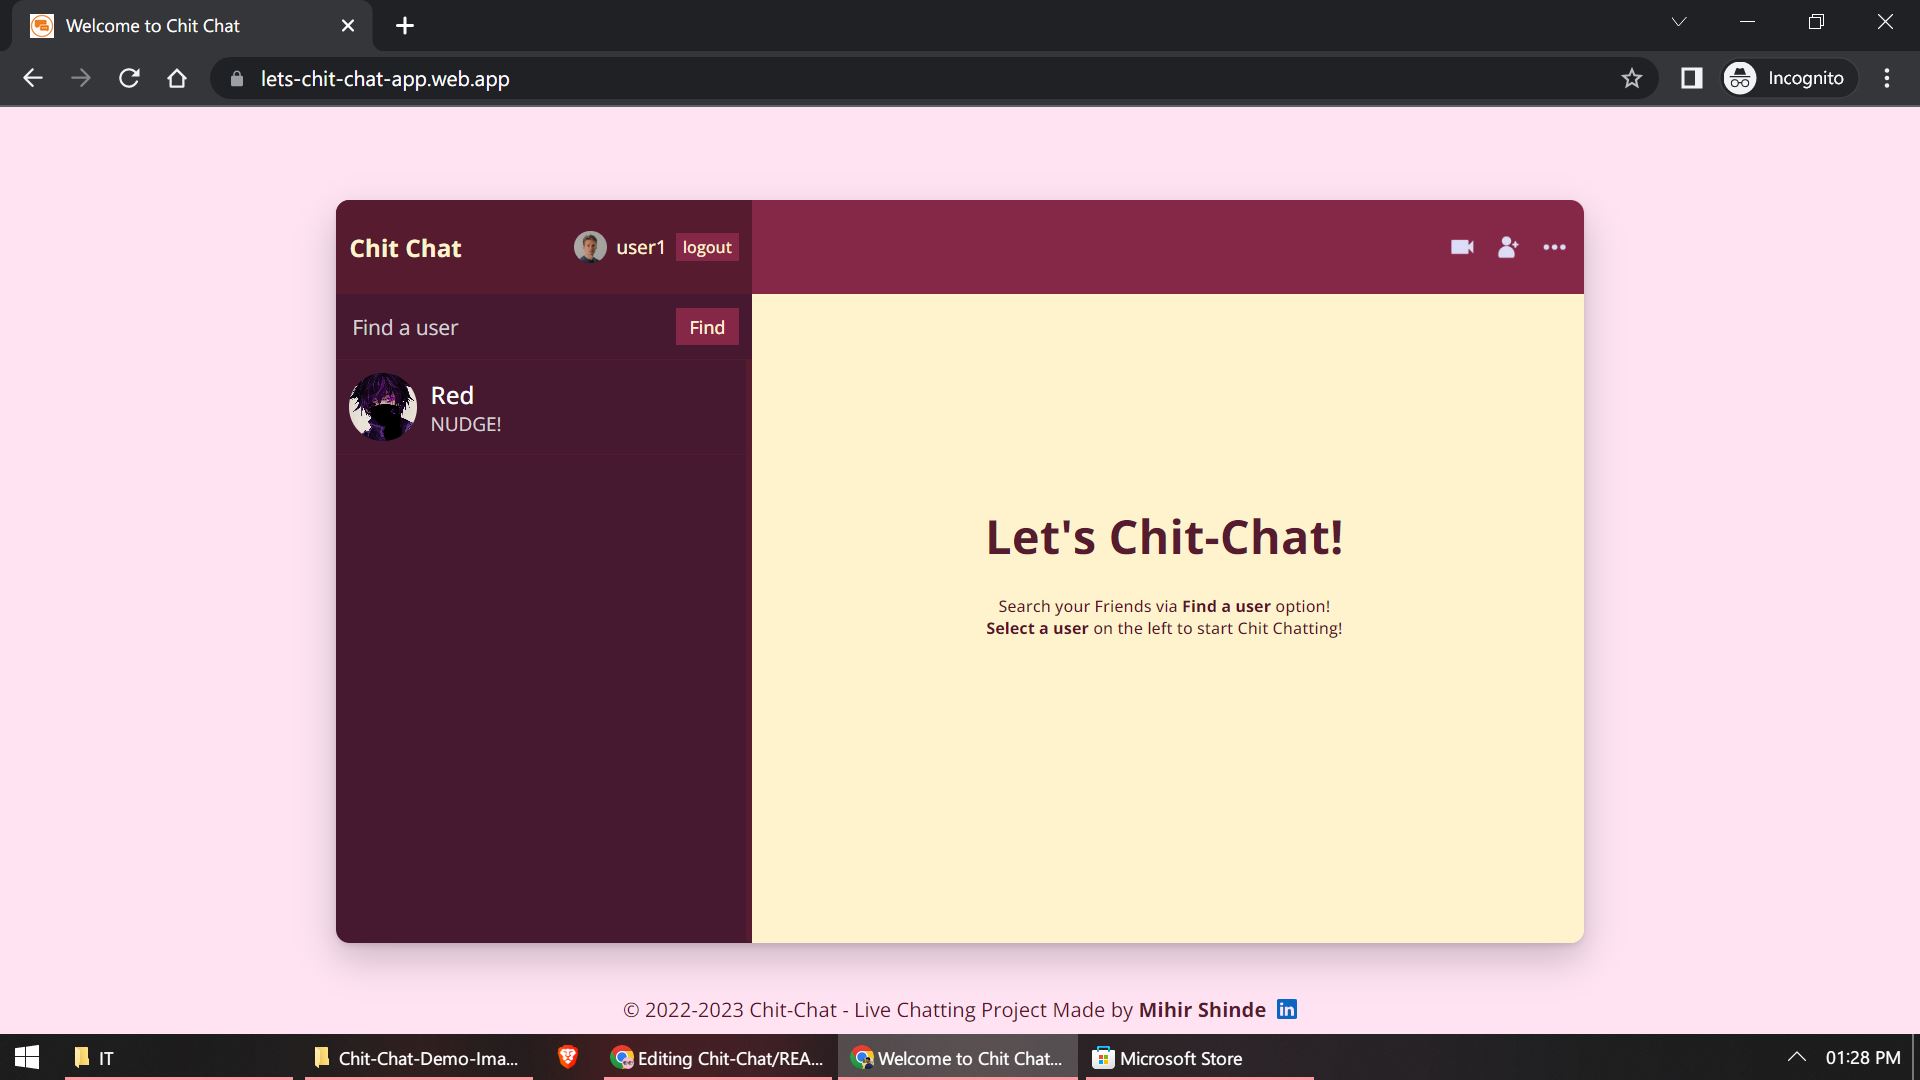 Welcome to Chit Chat
lets-chit-chat-app.web.app
Incognito
Chit Chat
user1
logout
Find a user
Find
Red
NUDGE!
Let's Chit-Chat!
Search your Friends via Find a user option!
Select a user on the left to start Chit Chatting!
© 2022-2023 Chit-Chat - Live Chatting Project Made by Mihir Shinde in
IT
Chit-Chat-Demo-Ima...
Editing Chit-Chat/REA...
Welcome to Chit Chat...
Microsoft Store
01:28 PM